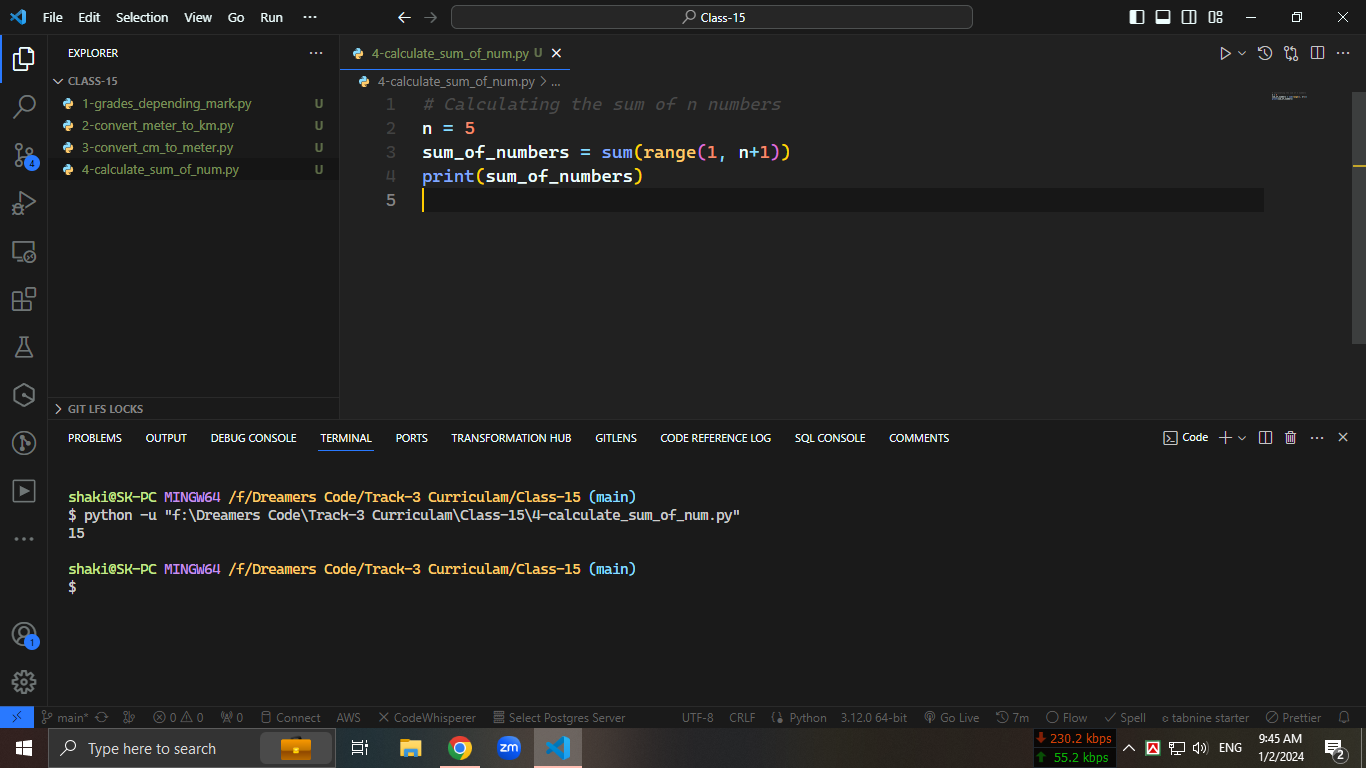 File Edit Selection View Go Run ··· Class-15
EXPLORER ···
CLASS-15
1-grades_depending_mark.py U
2-convert_meter_to_km.py U
3-convert_cm_to_meter.py U
4-calculate_sum_of_num.py U
GIT LFS LOCKS
4
1
4-calculate_sum_of_num.py U
4-calculate_sum_of_num.py > ...
1 # Calculating the sum of n numbers
2 n = 5
3 sum_of_numbers = sum(range(1, n+1))
4 print(sum_of_numbers)
5
PROBLEMS OUTPUT DEBUG CONSOLE TERMINAL PORTS TRANSFORMATION HUB GITLENS CODE REFERENCE LOG SQL CONSOLE COMMENTS Code
shaki@SK-PC MINGW64 /f/Dreamers Code/Track-3 Curriculam/Class-15 (main)
$ python -u "f:\Dreamers Code\Track-3 Curriculam\Class-15\4-calculate_sum_of_num.py"
15
shaki@SK-PC MINGW64 /f/Dreamers Code/Track-3 Curriculam/Class-15 (main)
$
main* 0 0 0 Connect AWS CodeWhisperer Select Postgres Server UTF-8 CRLF Python 3.12.0 64-bit Go Live 7m Flow Spell tabnine starter Prettier
Type here to search zm 230.2 kbps ENG 9:45 AM
55.2 kbps 1/2/2024 2